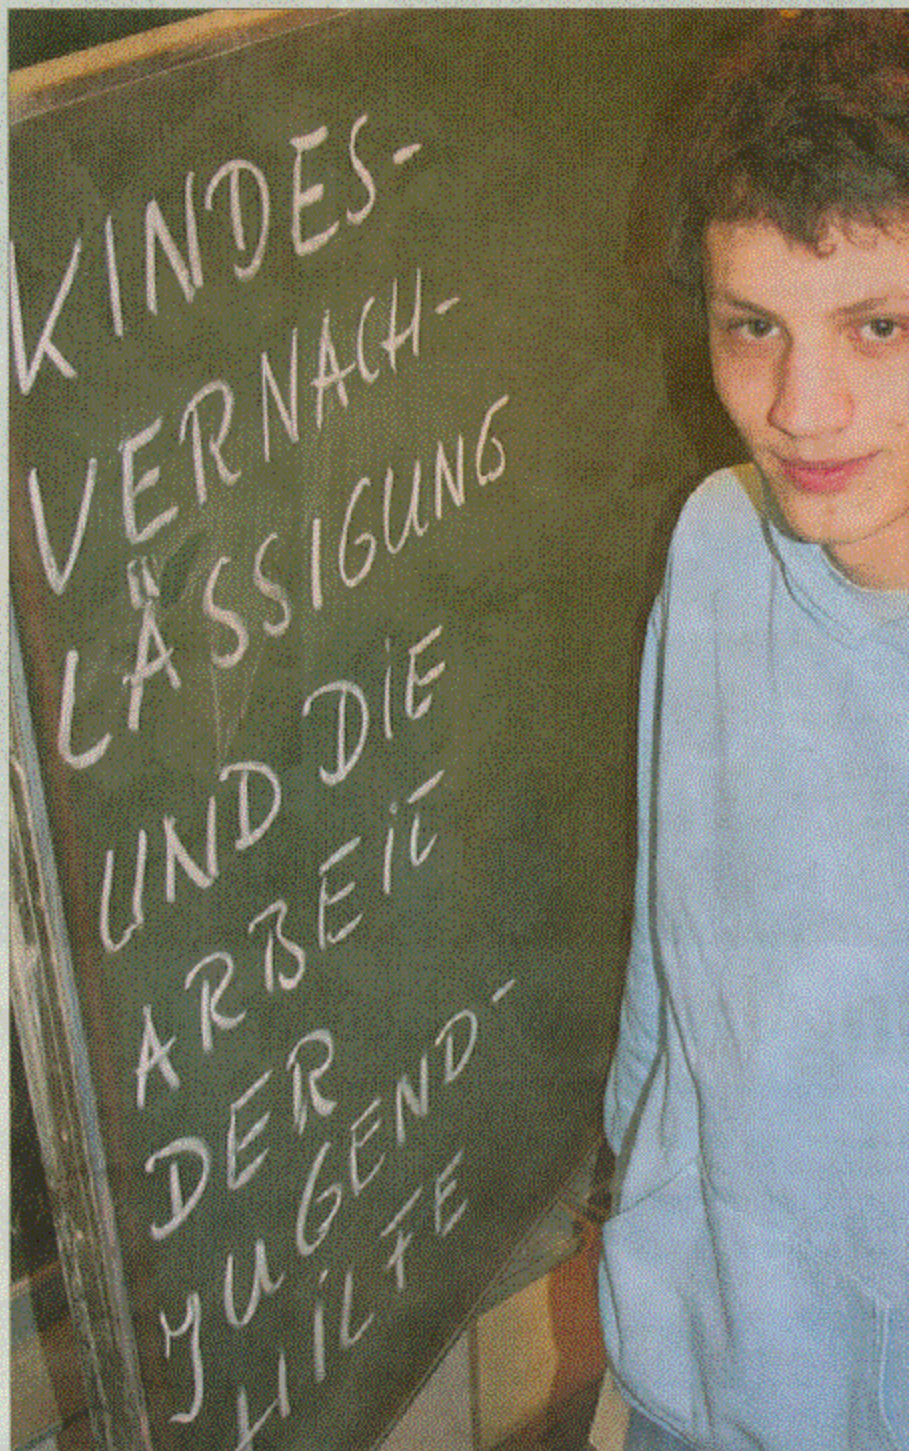 KINDES-
VERNACH-
LÄSSIGUNG
UND DIE
ARBEIT
DER
JUGEND-
HILFE